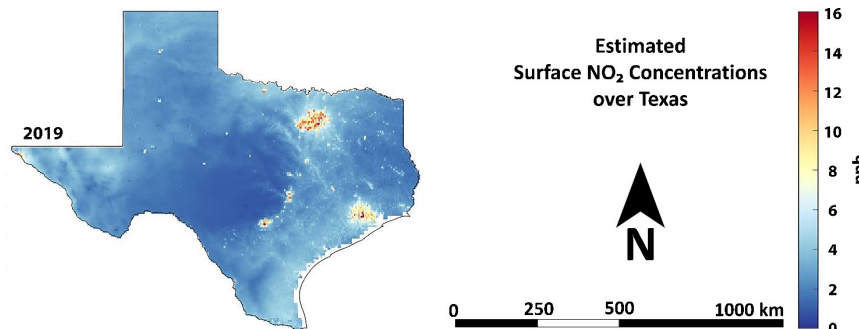 Estimated
Surface NO₂ Concentrations
over Texas
2019
N
0 250 500 1000 km
16
14
12
10
8
6
4
2
0
ppb